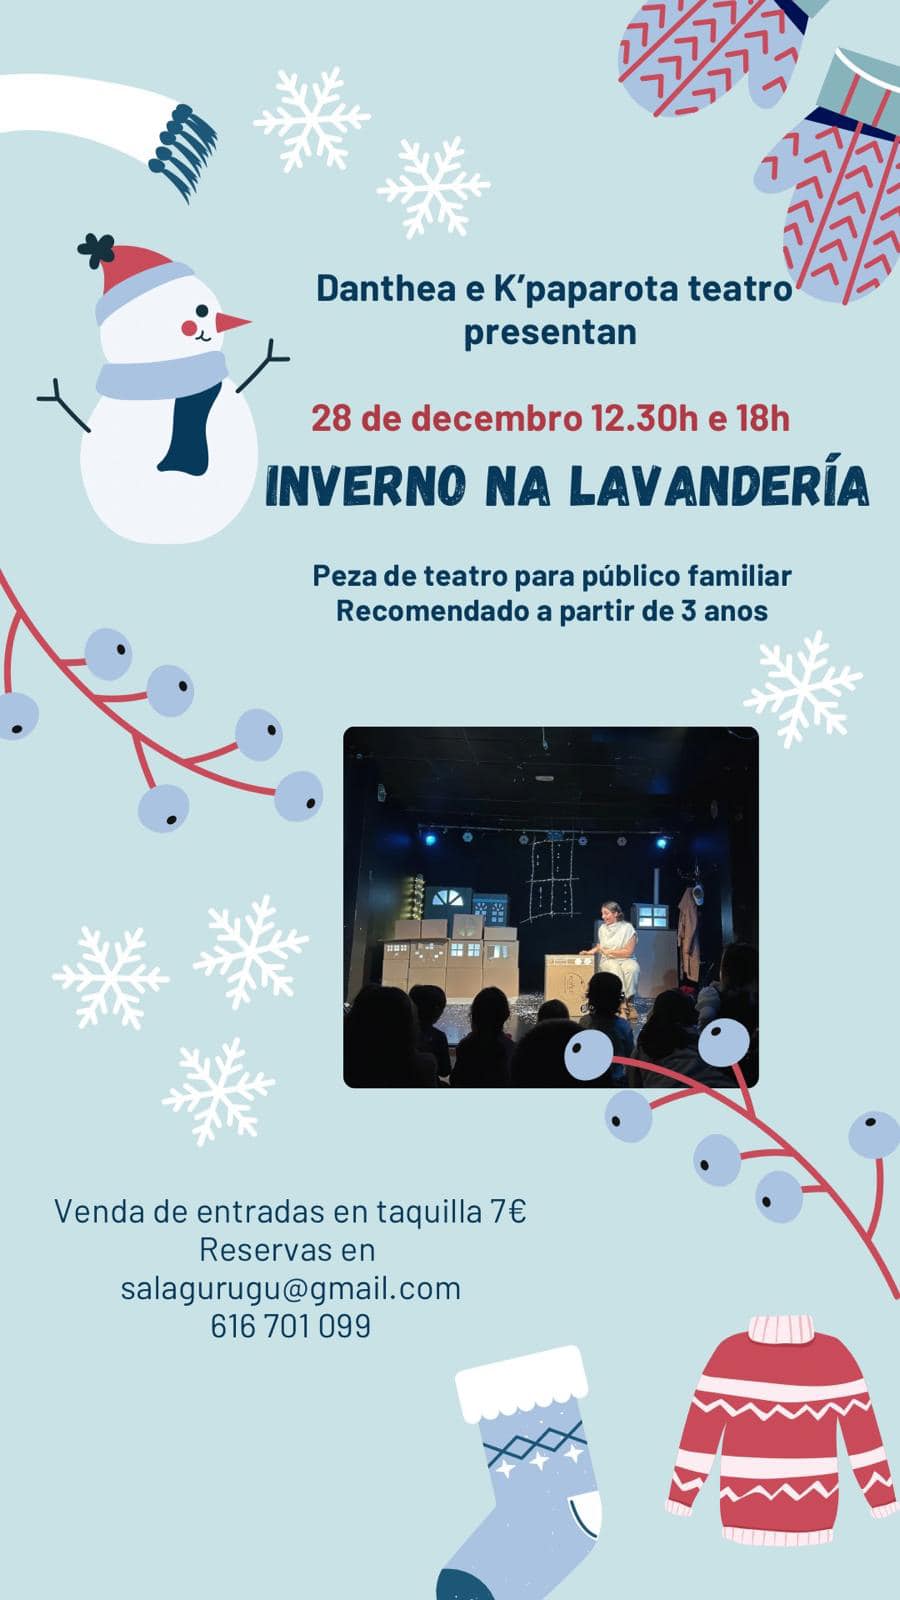 Danthea e K’paparota teatro
presentan
28 de decembro 12.30h e 18h
INVERNO NA LAVANDERÍA
Peza de teatro para público familiar
Recomendado a partir de 3 anos
Venda de entradas en taquilla 7€
Reservas en
salagurugu@gmail.com
616 701 099